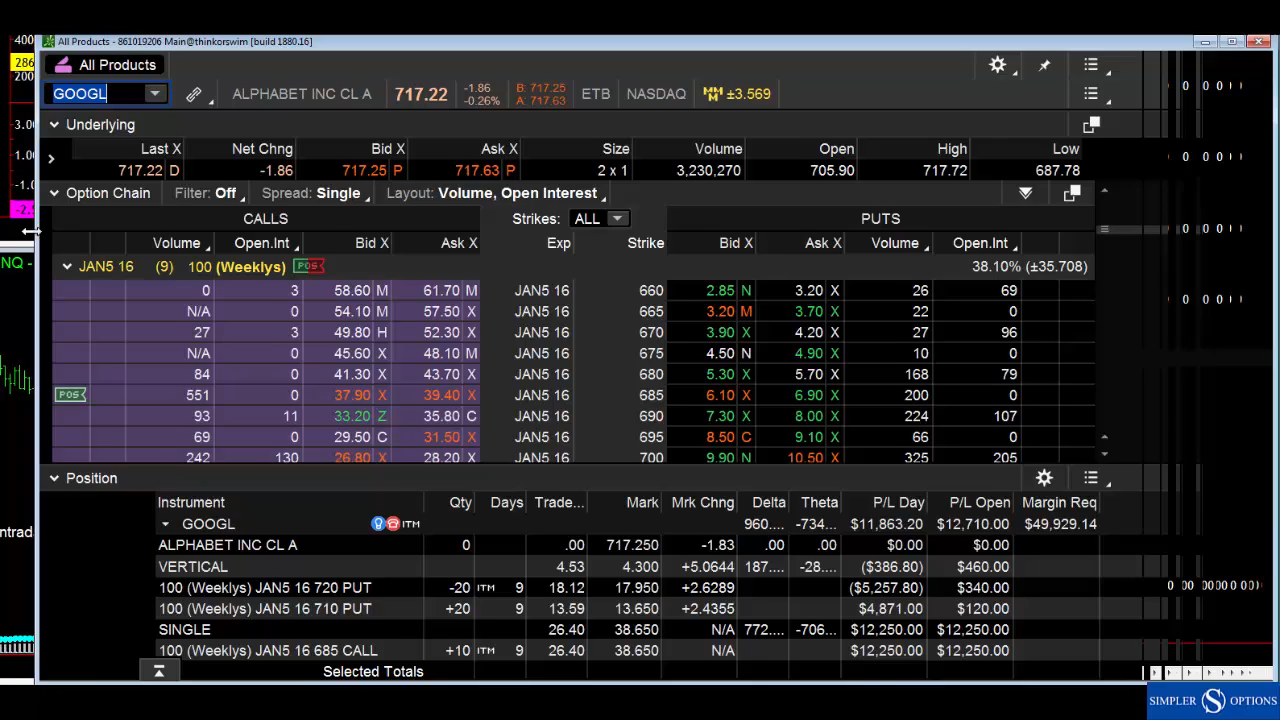 400
All Products - 861019206 Main@thinkorswim [build 1880.16]
286
200
All Products
GOOGL ALPHABET INC CL A 717.22 -1.86 -0.26% B: 717.25 A: 717.63 ETB NASDAQ MMM ±3.569
3.00 Underlying
1.00 Last X Net Chng Bid X Ask X Size Volume Open High Low
717.22 D -1.86 717.25 P 717.63 P 2 x 1 3,230,270 705.90 717.72 687.78
-1.0 Option Chain Filter: Off Spread: Single Layout: Volume, Open Interest
-2. CALLS Strikes: ALL PUTS
Volume Open.Int Bid X Ask X Exp Strike Bid X Ask X Volume Open.Int
NQ - JAN5 16 (9) 100 (Weeklys) POS 38.10% (±35.708)
0 3 58.60 M 61.70 M JAN5 16 660 2.85 N 3.20 X 26 69
N/A 0 54.10 M 57.50 X JAN5 16 665 3.20 M 3.70 X 22 0
27 3 49.80 H 52.30 X JAN5 16 670 3.90 X 4.20 X 27 96
N/A 0 45.60 X 48.10 M JAN5 16 675 4.50 N 4.90 X 10 0
84 0 41.30 X 43.70 X JAN5 16 680 5.30 X 5.70 X 168 79
POS 551 0 37.90 X 39.40 X JAN5 16 685 6.10 X 6.90 X 200 0
93 11 33.20 Z 35.80 C JAN5 16 690 7.30 X 8.00 X 224 107
69 0 29.50 C 31.50 X JAN5 16 695 8.50 C 9.10 X 66 0
242 130 26.80 X 28.20 X JAN5 16 700 9.90 N 10.50 X 325 205
Position
Instrument Qty Days Trade... Mark Mrk Chng Delta Theta P/L Day P/L Open Margin Req
GOOGL ITM 960.... -734... $11,863.20 $12,710.00 $49,929.14
ntrad ALPHABET INC CL A 0 .00 717.250 -1.83 .00 .00 $0.00 $0.00
VERTICAL 4.53 4.300 +5.0644 187.... -28.... ($386.80) $460.00
100 (Weeklys) JAN5 16 720 PUT -20 ITM 9 18.12 17.950 +2.6289 ($5,257.80) $340.00
100 (Weeklys) JAN5 16 710 PUT +20 9 13.59 13.650 +2.4355 $4,871.00 $120.00
SINGLE 26.40 38.650 N/A 772.... -706... $12,250.00 $12,250.00
100 (Weeklys) JAN5 16 685 CALL +10 ITM 9 26.40 38.650 N/A $12,250.00 $12,250.00
Selected Totals
SIMPLER S OPTIONS